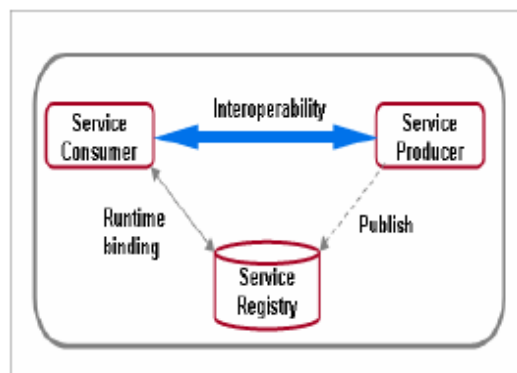 Interoperability
Service
Consumer
Service
Producer
Runtime
binding
Publish
Service
Registry